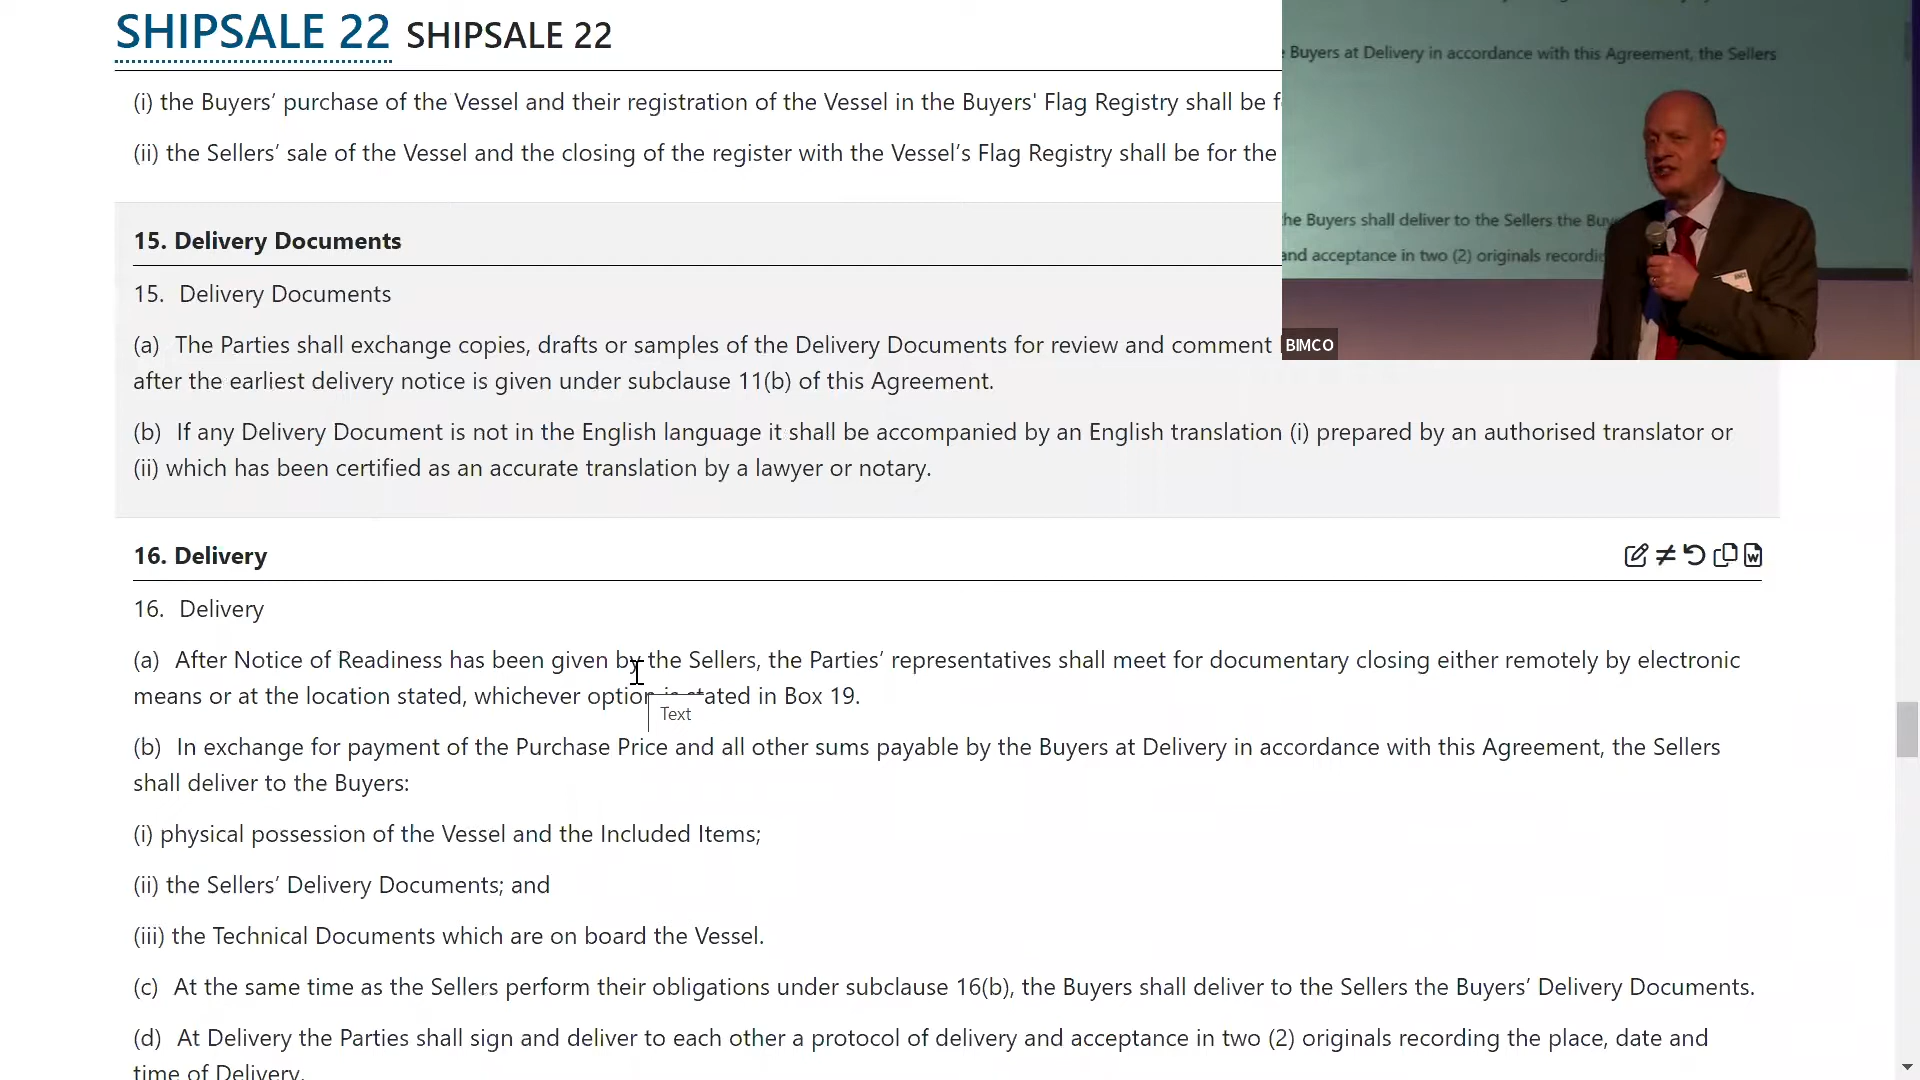 SHIPSALE 22 SHIPSALE 22
(i) the Buyers’ purchase of the Vessel and their registration of the Vessel in the Buyers' Flag Registry shall be
(ii) the Sellers’ sale of the Vessel and the closing of the register with the Vessel’s Flag Registry shall be for the
Buyers at Delivery in accordance with this Agreement, the Sellers
the Buyers shall deliver to the Sellers the
and acceptance in two (2) originals
BIMCO
15. Delivery Documents
15. Delivery Documents
(a) The Parties shall exchange copies, drafts or samples of the Delivery Documents for review and comment
after the earliest delivery notice is given under subclause 11(b) of this Agreement.
(b) If any Delivery Document is not in the English language it shall be accompanied by an English translation (i) prepared by an authorised translator or
(ii) which has been certified as an accurate translation by a lawyer or notary.
16. Delivery
16. Delivery
(a) After Notice of Readiness has been given by the Sellers, the Parties’ representatives shall meet for documentary closing either remotely by electronic
means or at the location stated, whichever option is stated in Box 19.
Text
(b) In exchange for payment of the Purchase Price and all other sums payable by the Buyers at Delivery in accordance with this Agreement, the Sellers
shall deliver to the Buyers:
(i) physical possession of the Vessel and the Included Items;
(ii) the Sellers’ Delivery Documents; and
(iii) the Technical Documents which are on board the Vessel.
(c) At the same time as the Sellers perform their obligations under subclause 16(b), the Buyers shall deliver to the Sellers the Buyers’ Delivery Documents.
(d) At Delivery the Parties shall sign and deliver to each other a protocol of delivery and acceptance in two (2) originals recording the place, date and
time of Delivery.